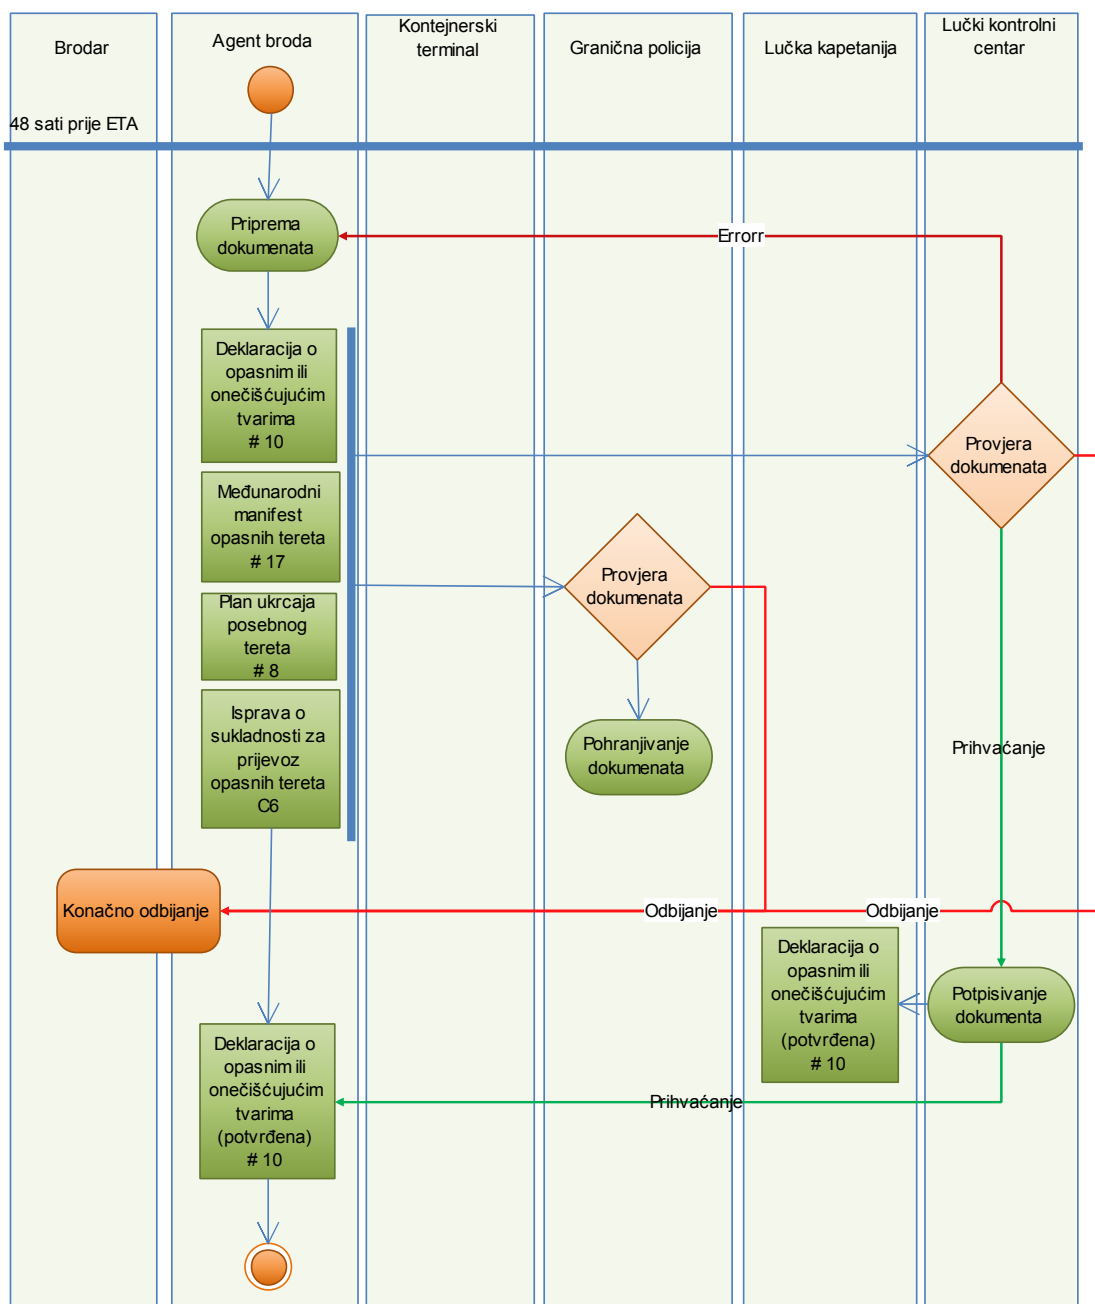 Brodar
Agent broda
Kontejnerski
terminal
Granična policija
Lučka kapetanija
Lučki kontrolni
centar
48 sati prije ETA
Priprema
dokumenata
Errorr
Deklaracija o
opasnim ili
onečišćujućim
tvarima
# 10
Provjera
dokumenata
Međunarodni
manifest
opasnih tereta
# 17
Provjera
dokumenata
Plan ukrcaja
posebnog
tereta
# 8
Isprava o
sukladnosti za
prijevoz
opasnih tereta
C6
Pohranjivanje
dokumenata
Prihvaćanje
Konačno odbijanje
Odbijanje
Odbijanje
Deklaracija o
opasnim ili
onečišćujućim
tvarima
(potvrđena)
# 10
Potpisivanje
dokumenta
Deklaracija o
opasnim ili
onečišćujućim
tvarima
(potvrđena)
# 10
Prihvaćanje